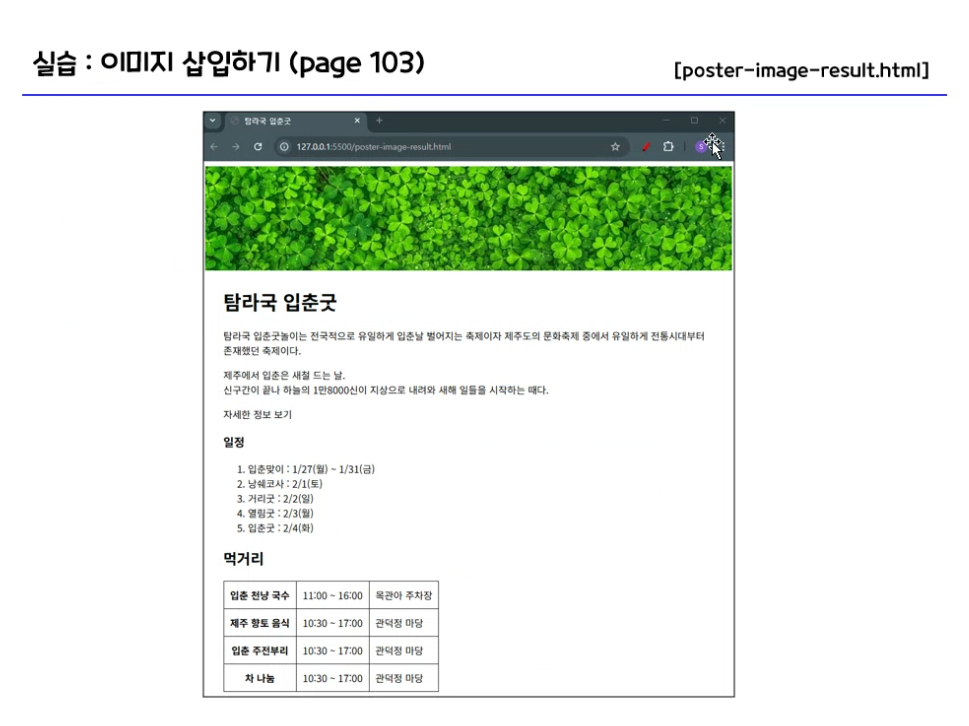 실습 : 이미지 삽입하기 (page 103)
[poster-image-result.html]
탐라국 입춘굿
127.0.0.1:5500/poster-image-result.html
S
탐라국 입춘굿
탐라국 입춘굿놀이는 전국적으로 유일하게 입춘날 벌어지는 축제이자 제주도의 문화축제 중에서 유일하게 전통시대부터
존재했던 축제이다.
제주에서 입춘은 새철 드는 날.
신구간이 끝나 하늘의 1만8000신이 지상으로 내려와 새해 일들을 시작하는 때다.
자세한 정보 보기
일정
1. 입춘맞이 : 1/27(월) ~ 1/31(금)
2. 낭쉐코사 : 2/1(토)
3. 거리굿 : 2/2(일)
4. 열림굿 : 2/3(월)
5. 입춘굿 : 2/4(화)
먹거리
입춘 천냥 국수 11:00 ~ 16:00 목관아 주차장
제주 향토 음식 10:30 ~ 17:00 관덕정 마당
입춘 주전부리 10:30 ~ 17:00 관덕정 마당
차 나눔 10:30 ~ 17:00 관덕정 마당